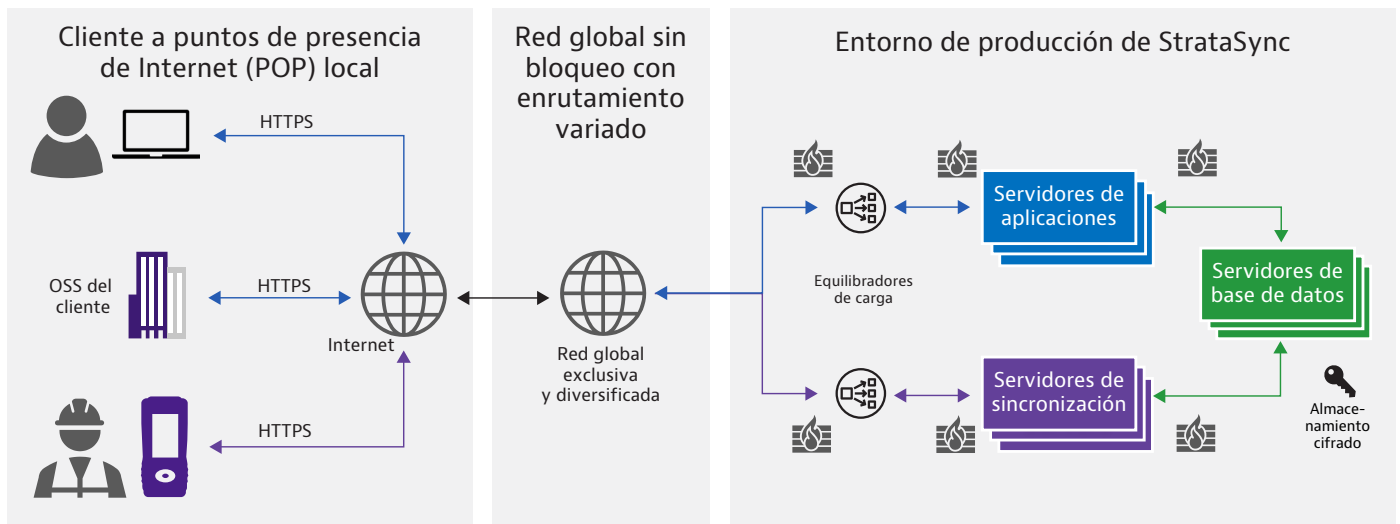 Cliente a puntos de presencia
de Internet (POP) local
HTTPS
OSS del
cliente
HTTPS
Internet
HTTPS
Red global sin
bloqueo con
enrutamiento
variado
Red global
exclusiva
y diversificada
Entorno de producción de StrataSync
Servidores de
aplicaciones
Equilibradores
de carga
Servidores de
base de datos
Servidores de
sincronización
Almace-
namiento
cifrado